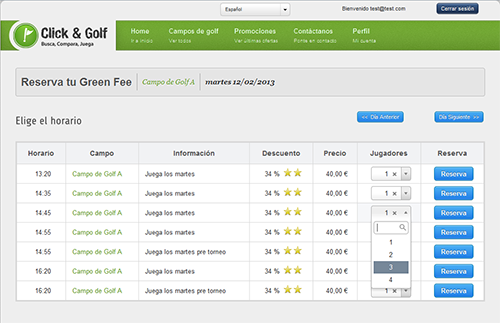 Español
Bienvenido test@test.com
Cerrar sesión
Click & Golf
Busca, Compara, Juega
Home
Ir a inicio
Campos de golf
Ver todos
Promociones
Ver últimas ofertas
Contáctanos
Ponte en contacto
Perfil
Mi cuenta
Reserva tu Green Fee
Campo de Golf A
martes 12/02/2013
Elige el horario
<< Día Anterior
Día Siguiente >>
Horario Campo Información Descuento Precio Jugadores Reserva
13:20 Campo de Golf A Juega los martes 34 % 40,00 € 1 × Reserva
14:35 Campo de Golf A Juega los martes 34 % 40,00 € 1 × Reserva
14:45 Campo de Golf A Juega los martes 34 % 40,00 € 1 × Reserva
14:55 Campo de Golf A Juega los martes 34 % 40,00 € Reserva
14:55 Campo de Golf A Juega los martes pre torneo 34 % 40,00 € Reserva
16:20 Campo de Golf A Juega los martes 34 % 40,00 € Reserva
16:20 Campo de Golf A Juega los martes pre torneo 34 % 40,00 € 1 × Reserva
1
2
3
4